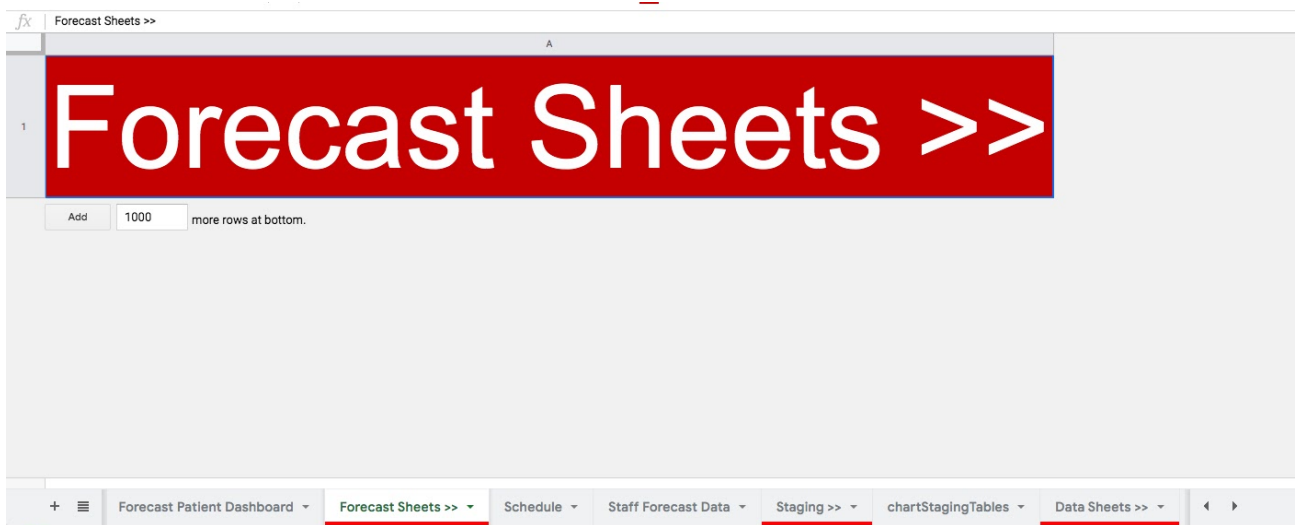 fx Forecast Sheets >>
A
1 Forecast Sheets >>
Add 1000 more rows at bottom.
+ Forecast Patient Dashboard Forecast Sheets >> Schedule Staff Forecast Data Staging >> chartStagingTables Data Sheets >>